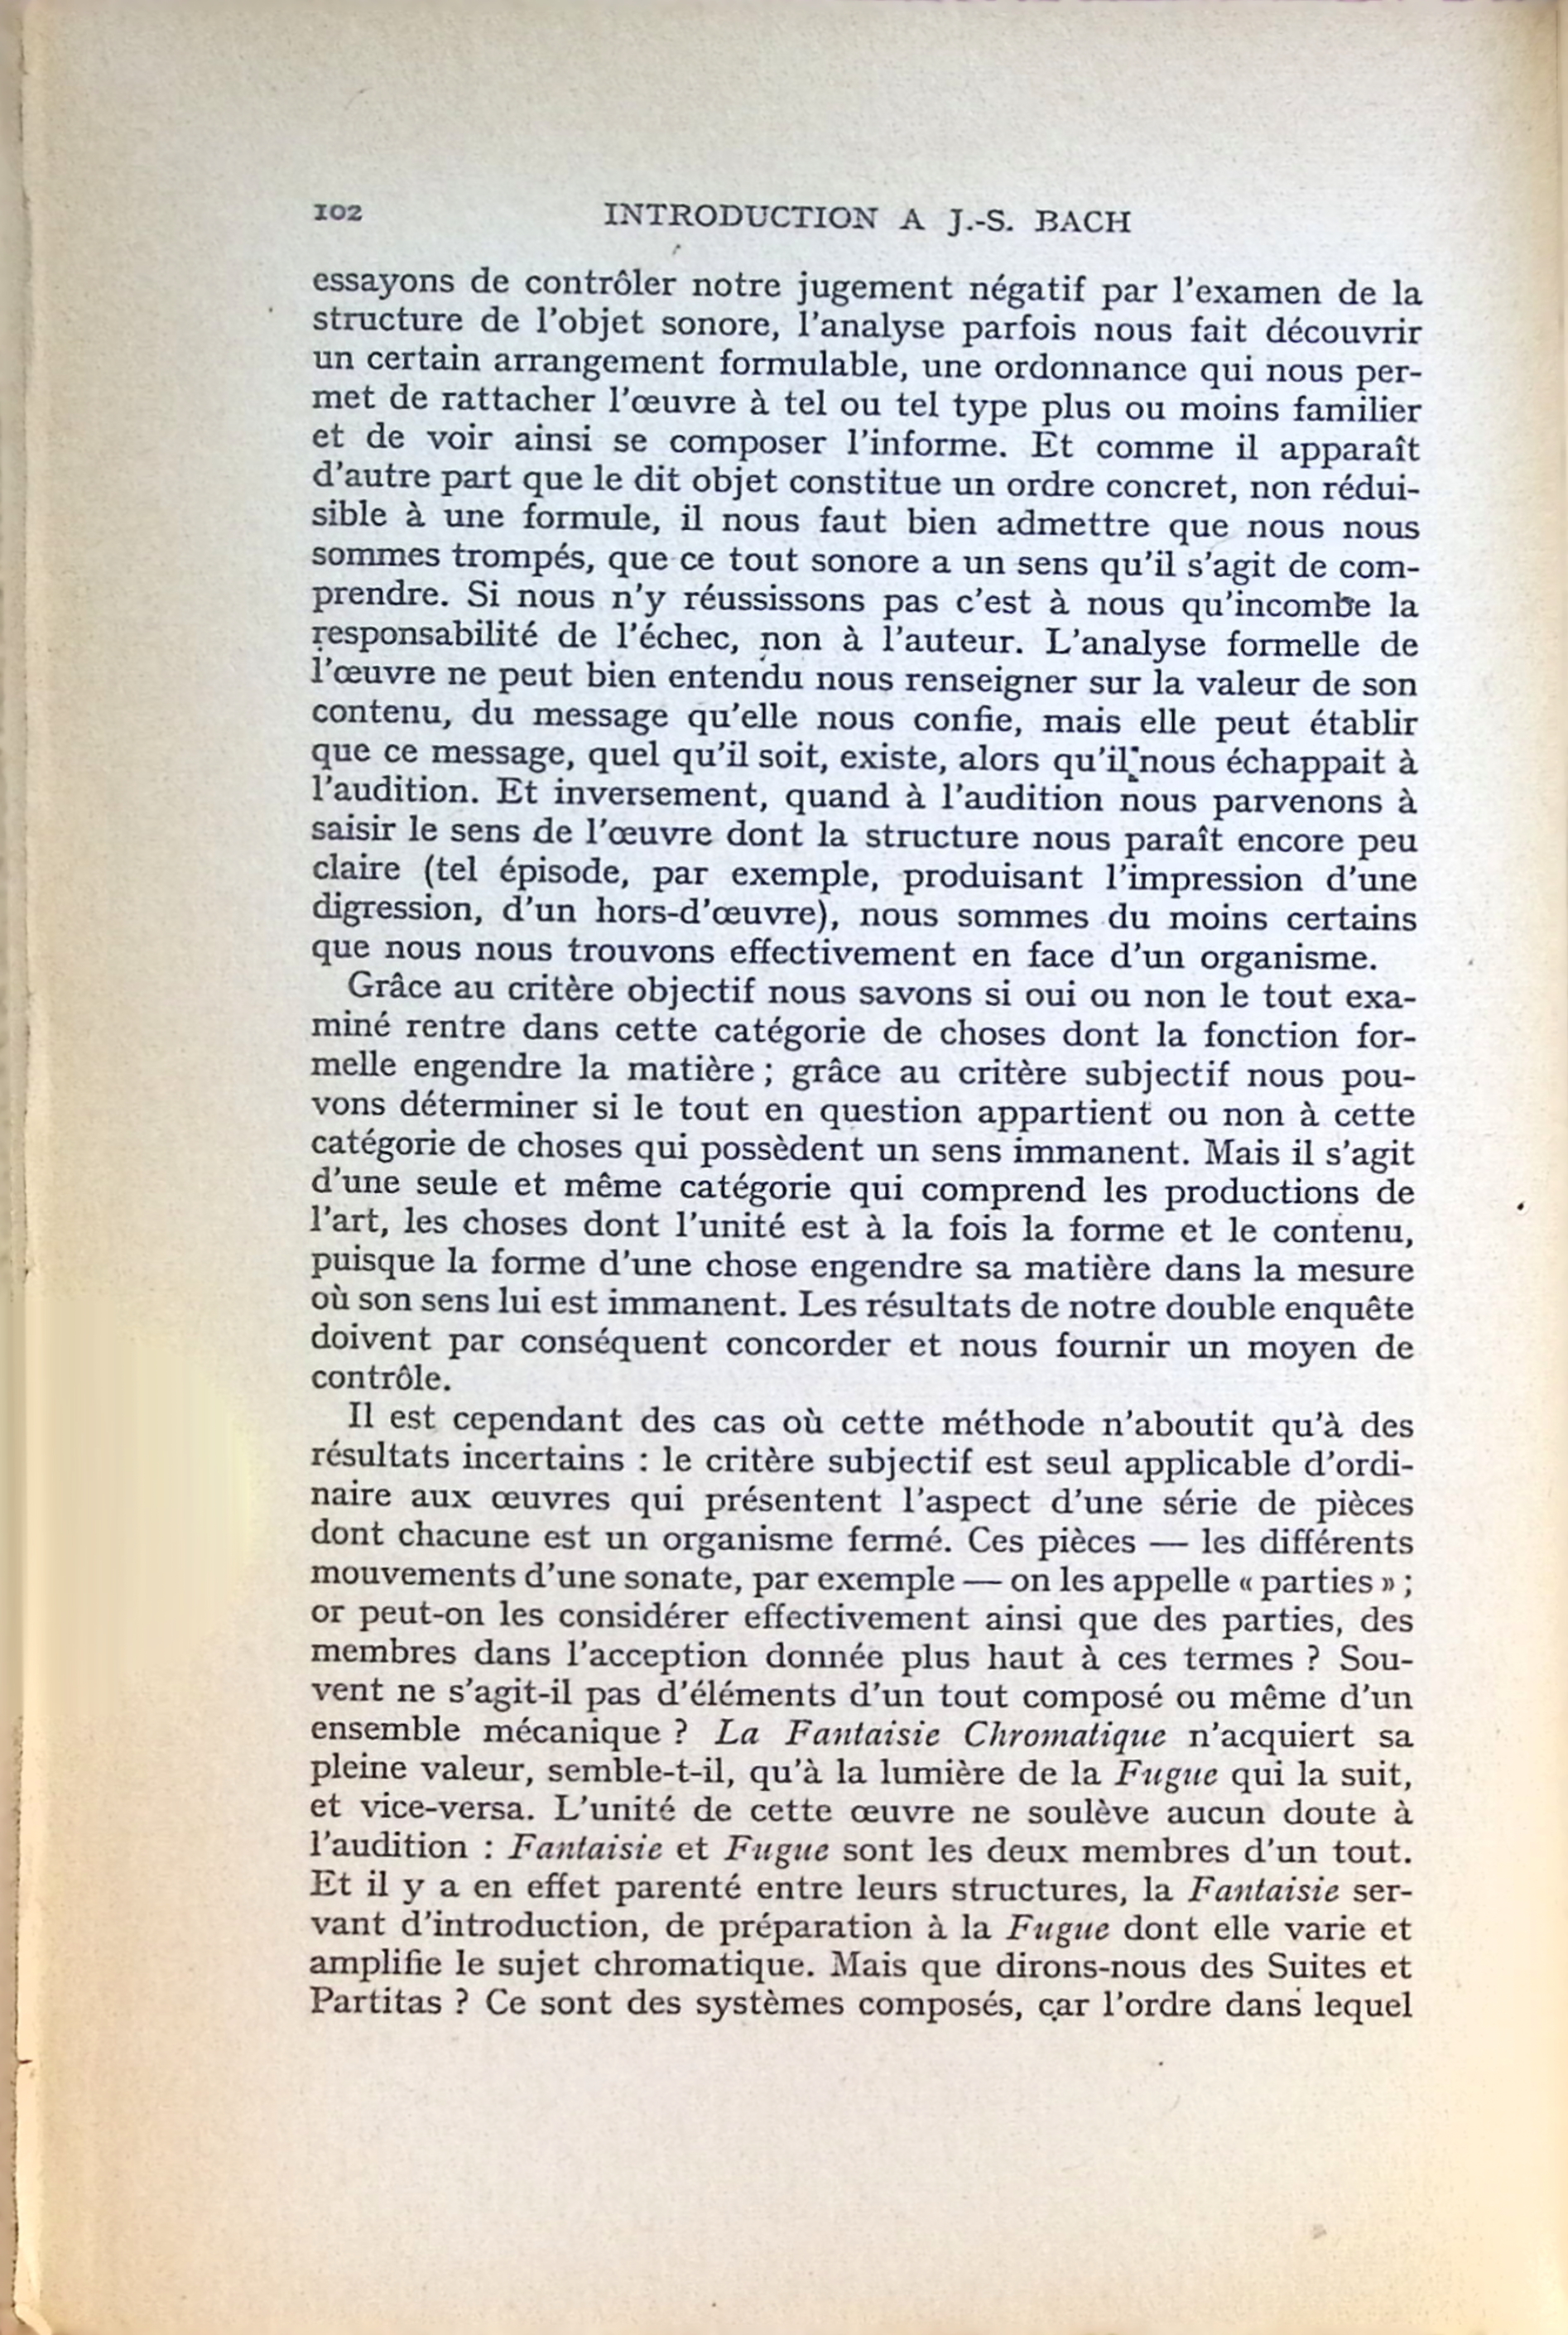 102 INTRODUCTION A J.-S. BACH
essayons de contrôler notre jugement négatif par l'examen de la
structure de l'objet sonore, l'analyse parfois nous fait découvrir
un certain arrangement formulable, une ordonnance qui nous per-
met de rattacher l'œuvre à tel ou tel type plus ou moins familier
et de voir ainsi se composer l'informe. Et comme il apparaît
d'autre part que le dit objet constitue un ordre concret, non rédui-
sible à une formule, il nous faut bien admettre que nous nous
sommes trompés, que ce tout sonore a un sens qu'il s'agit de com-
prendre. Si nous n'y réussissons pas c'est à nous qu'incombe la
responsabilité de l'échec, non à l'auteur. L'analyse formelle de
l'œuvre ne peut bien entendu nous renseigner sur la valeur de son
contenu, du message qu'elle nous confie, mais elle peut établir
que ce message, quel qu'il soit, existe, alors qu'il nous échappait à
l'audition. Et inversement, quand à l'audition nous parvenons à
saisir le sens de l'œuvre dont la structure nous paraît encore peu
claire (tel épisode, par exemple, produisant l'impression d'une
digression, d'un hors-d'œuvre), nous sommes du moins certains
que nous nous trouvons effectivement en face d'un organisme.
Grâce au critère objectif nous savons si oui ou non le tout exa-
miné rentre dans cette catégorie de choses dont la fonction for-
melle engendre la matière ; grâce au critère subjectif nous pou-
vons déterminer si le tout en question appartient ou non à cette
catégorie de choses qui possèdent un sens immanent. Mais il s'agit
d'une seule et même catégorie qui comprend les productions de
l'art, les choses dont l'unité est à la fois la forme et le contenu,
puisque la forme d'une chose engendre sa matière dans la mesure
où son sens lui est immanent. Les résultats de notre double enquête
doivent par conséquent concorder et nous fournir un moyen de
contrôle.
Il est cependant des cas où cette méthode n'aboutit qu'à des
résultats incertains : le critère subjectif est seul applicable d'ordi-
naire aux œuvres qui présentent l'aspect d'une série de pièces
dont chacune est un organisme fermé. Ces pièces — les différents
mouvements d'une sonate, par exemple — on les appelle « parties » ;
or peut-on les considérer effectivement ainsi que des parties, des
membres dans l'acception donnée plus haut à ces termes ? Sou-
vent ne s'agit-il pas d'éléments d'un tout composé ou même d'un
ensemble mécanique ? La Fantaisie Chromatique n'acquiert sa
pleine valeur, semble-t-il, qu'à la lumière de la Fugue qui la suit,
et vice-versa. L'unité de cette œuvre ne soulève aucun doute à
l'audition : Fantaisie et Fugue sont les deux membres d'un tout.
Et il y a en effet parenté entre leurs structures, la Fantaisie ser-
vant d'introduction, de préparation à la Fugue dont elle varie et
amplifie le sujet chromatique. Mais que dirons-nous des Suites et
Partitas ? Ce sont des systèmes composés, car l'ordre dans lequel